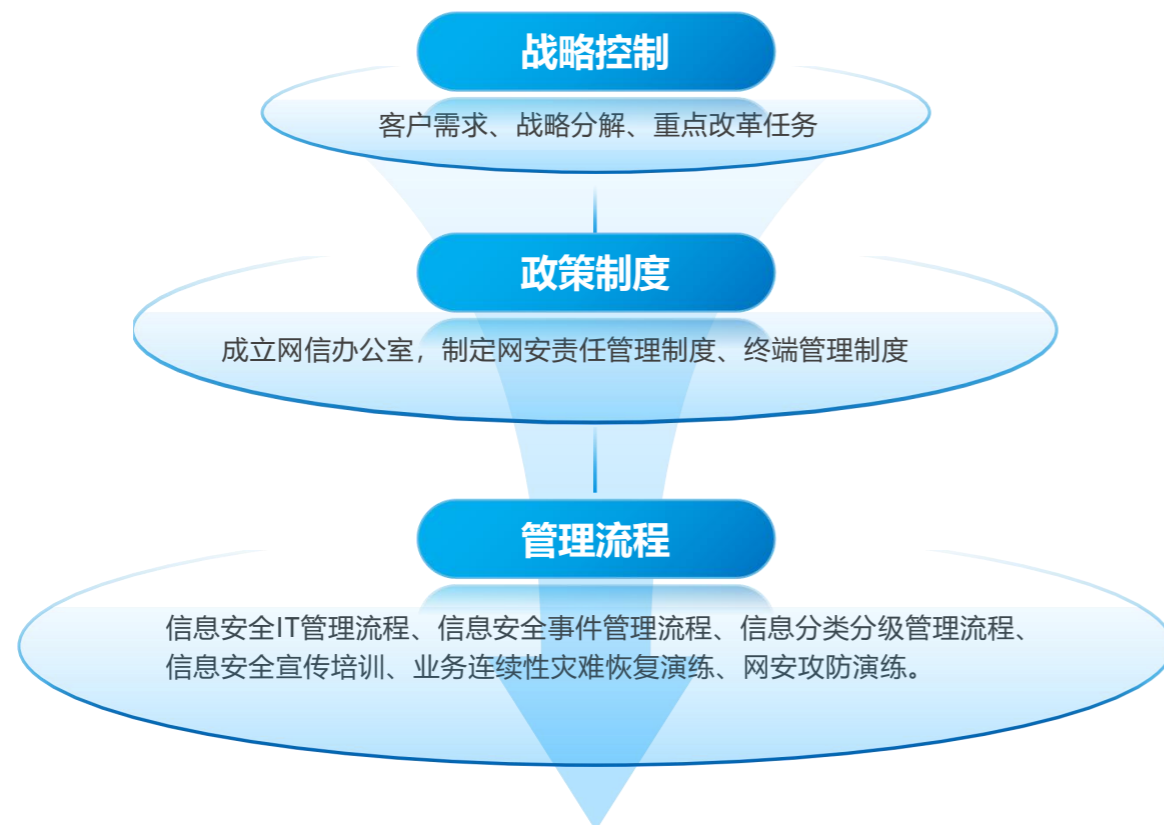 战略控制
客户需求、战略分解、重点改革任务
政策制度
成立网信办公室，制定网安责任管理制度、终端管理制度
管理流程
信息安全IT管理流程、信息安全事件管理流程、信息分类分级管理流程、
信息安全宣传培训、业务连续性灾难恢复演练、网安攻防演练。